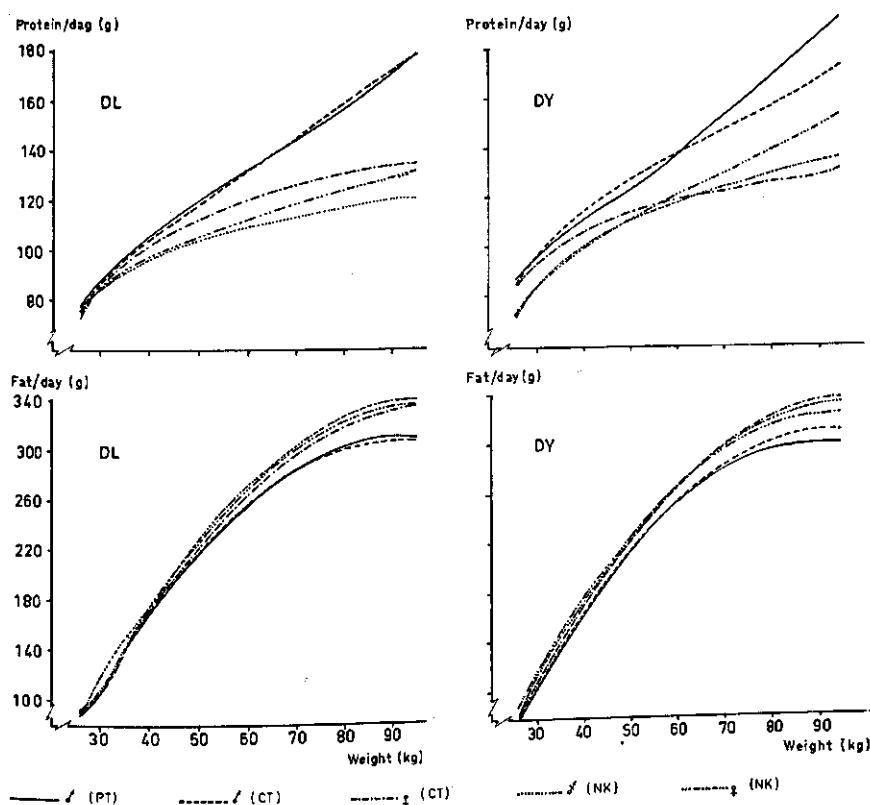 Protein/dag (g)
180
160
140
120
100
80
DL
Protein/day (g)
DY
Fat/day (g)
340
300
260
220
180
140
100
DL
30 40 50 60 70 80 90
Weight (kg)
Fat/day (g)
DY
30 40 50 60 70 80 90
Weight (kg)
♂ (PT)
♂ (CT)
♀ (CT)
(NK)
♀ (NK)